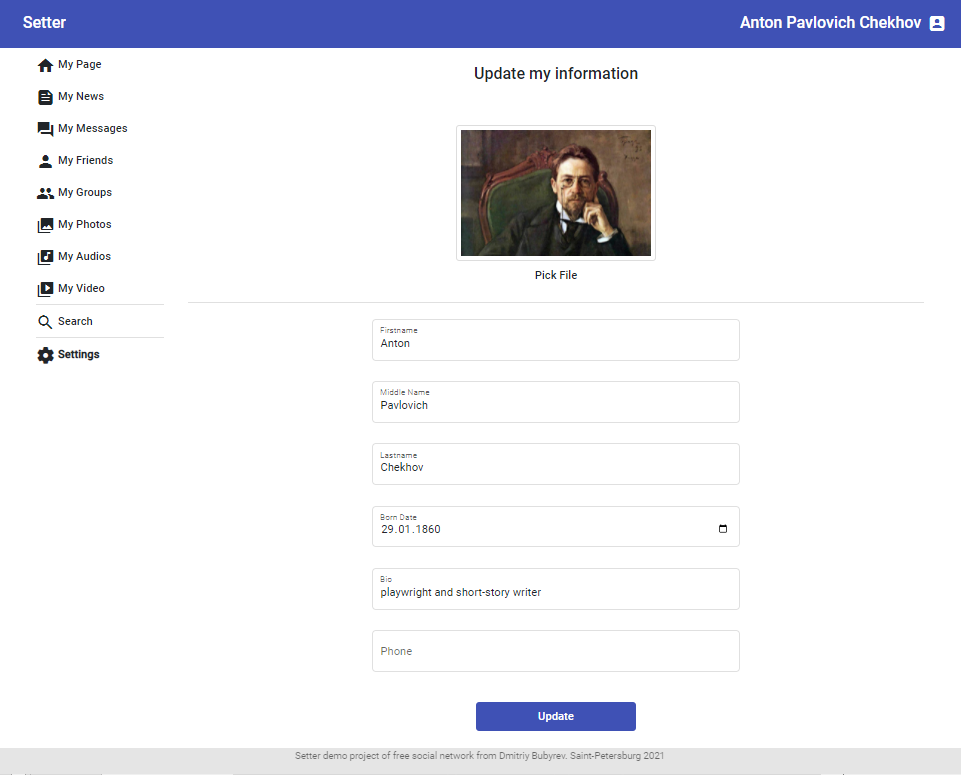 Setter
Anton Pavlovich Chekhov
My Page
My News
My Messages
My Friends
My Groups
My Photos
My Audios
My Video
Search
Settings
Update my information
Pick File
Firstname
Anton
Middle Name
Pavlovich
Lastname
Chekhov
Born Date
29.01.1860
Bio
playwright and short-story writer
Phone
Update
Setter demo project of free social network from Dmitriy Bubyrev. Saint-Petersburg 2021